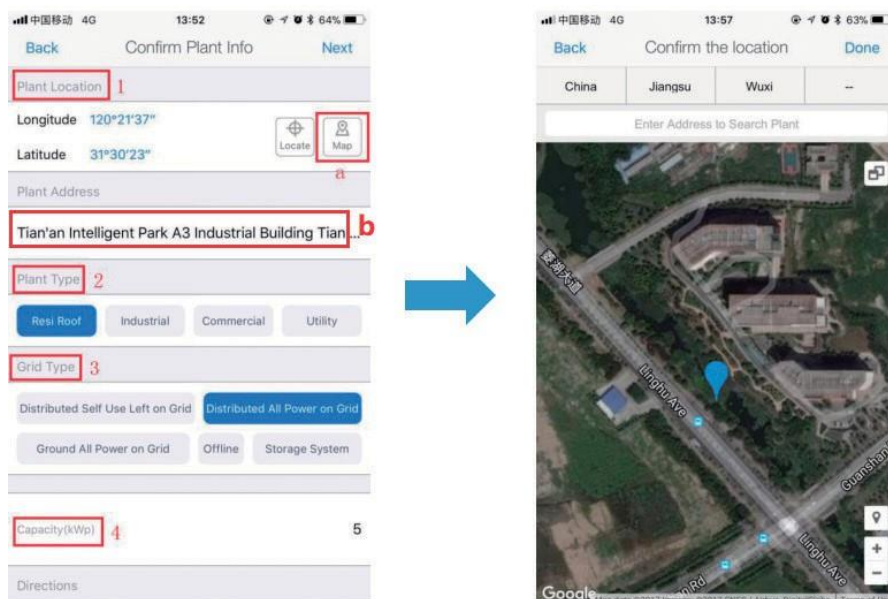 中国移动 4G 13:52 64%
Back Confirm Plant Info Next
Plant Location 1
Longitude 120°21'37"
Latitude 31°30'23"
Locate Map
a
Plant Address
Tian'an Intelligent Park A3 Industrial Building Tian ... b
Plant Type 2
Resi Roof Industrial Commercial Utility
Grid Type 3
Distributed Self Use Left on Grid Distributed All Power on Grid
Ground All Power on Grid Offline Storage System
Capacity(kWp) 4 5
Directions
中国移动 4G 13:57 63%
Back Confirm the location Done
China Jiangsu Wuxi --
Enter Address to Search Plant
菱湖大道
Linghu Ave
Guanshan
Linghu Ave
Rd
Google